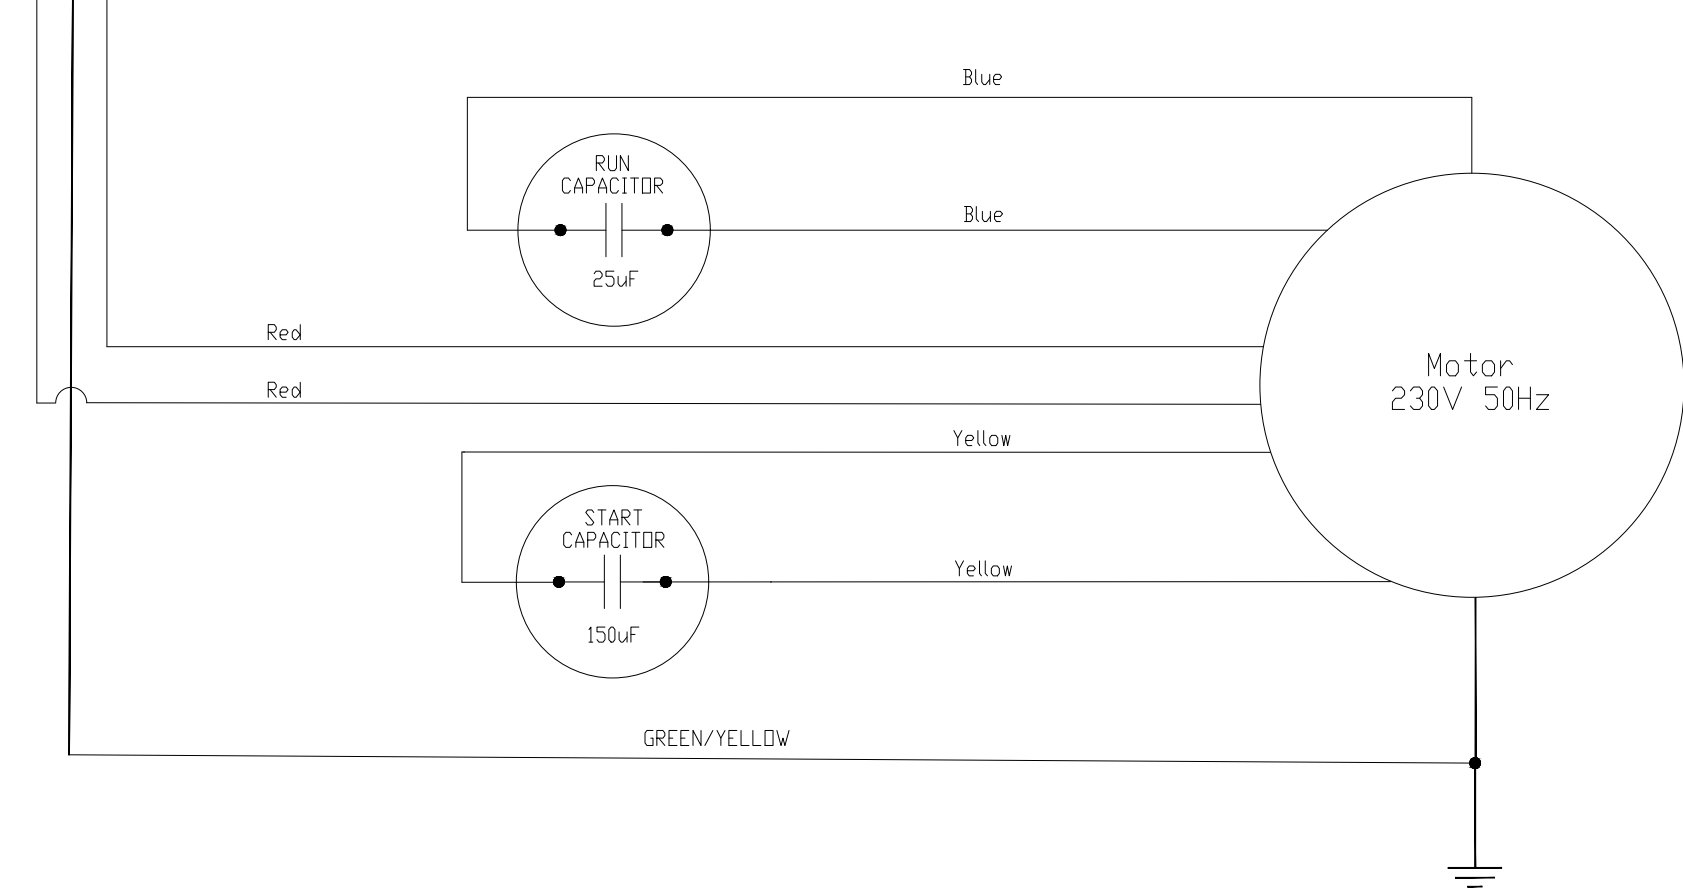 Blue
RUN
CAPACITOR
Blue
25uF
Red
Motor
230V 50Hz
Red
Yellow
START
CAPACITOR
Yellow
150uF
GREEN/YELLOW